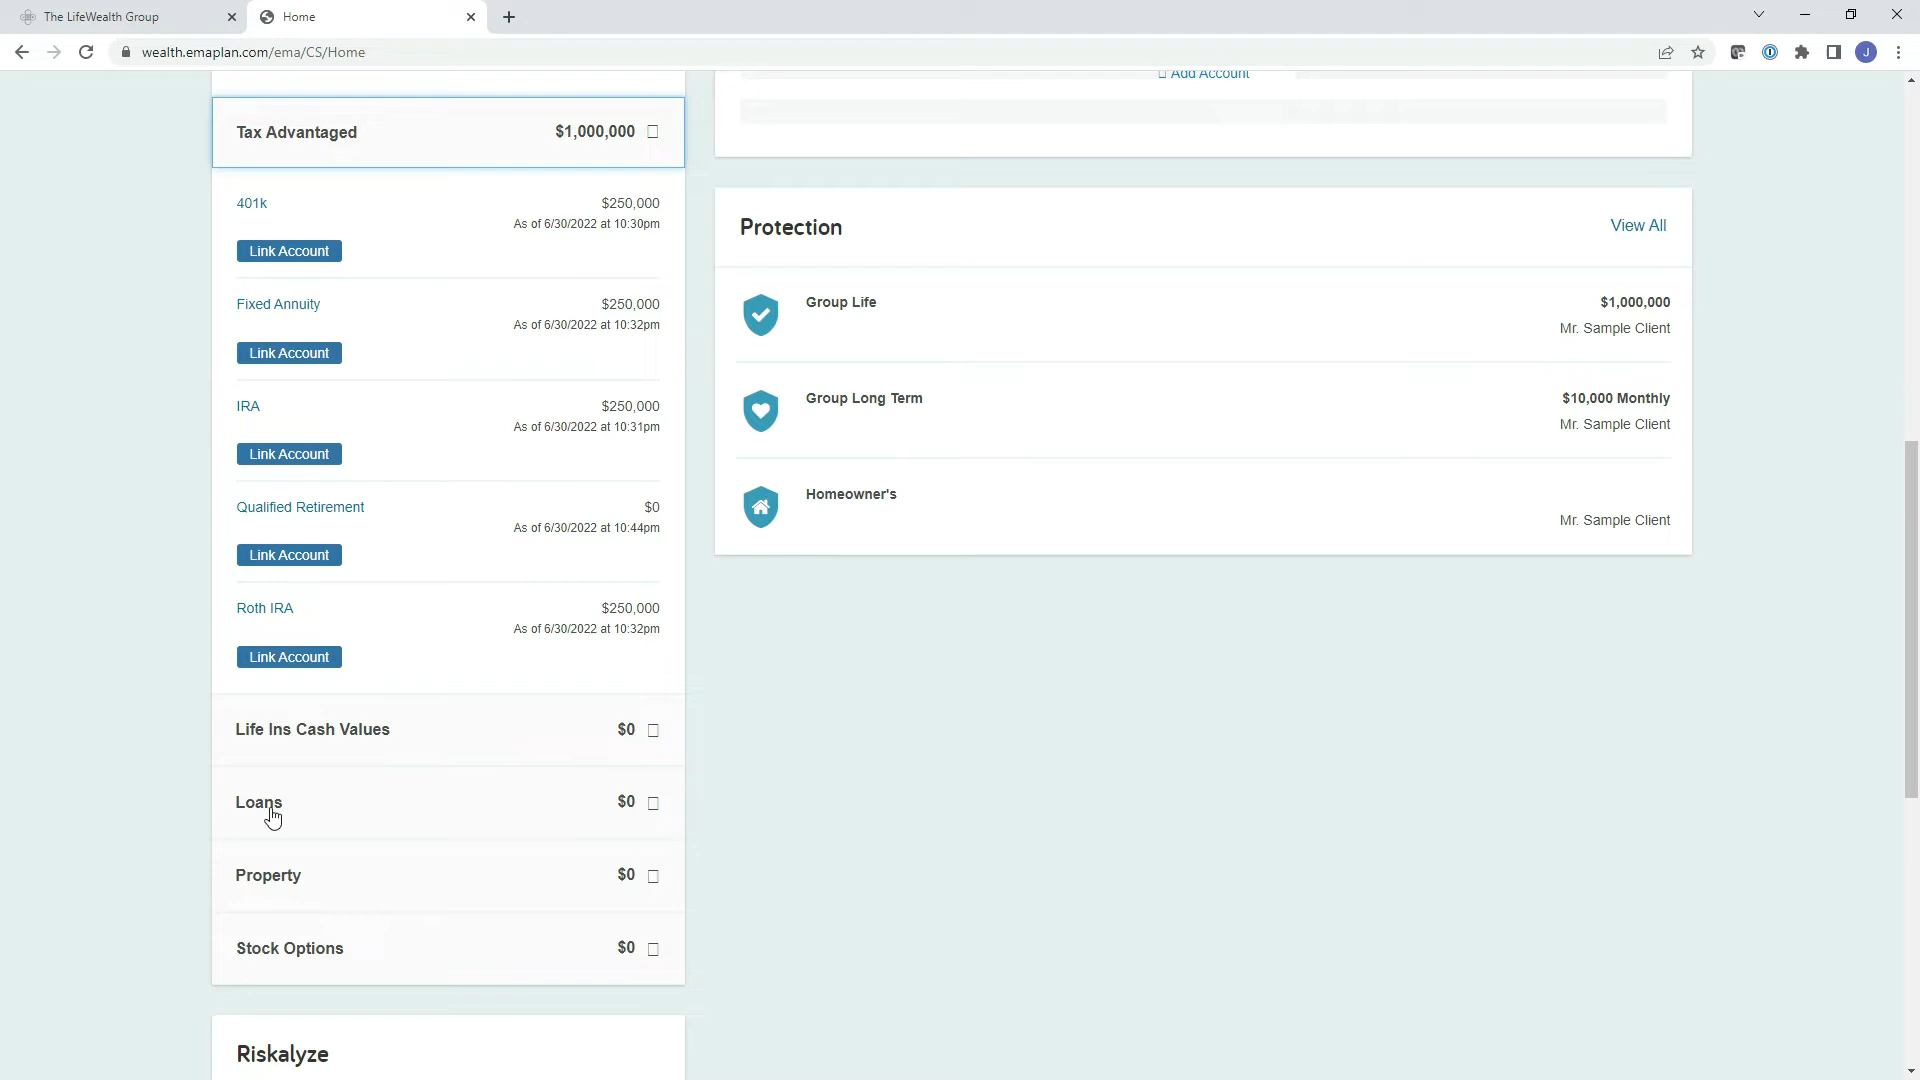 The LifeWealth Group
Home
wealth.emaplan.com/ema/CS/Home
J
Add Account
Tax Advantaged $1,000,000
401k $250,000
As of 6/30/2022 at 10:30pm
Link Account
Fixed Annuity $250,000
As of 6/30/2022 at 10:32pm
Link Account
IRA $250,000
As of 6/30/2022 at 10:31pm
Link Account
Qualified Retirement $0
As of 6/30/2022 at 10:44pm
Link Account
Roth IRA $250,000
As of 6/30/2022 at 10:32pm
Link Account
Life Ins Cash Values $0
Loans $0
Property $0
Stock Options $0
Riskalyze
Protection View All
Group Life $1,000,000
Mr. Sample Client
Group Long Term $10,000 Monthly
Mr. Sample Client
Homeowner's
Mr. Sample Client